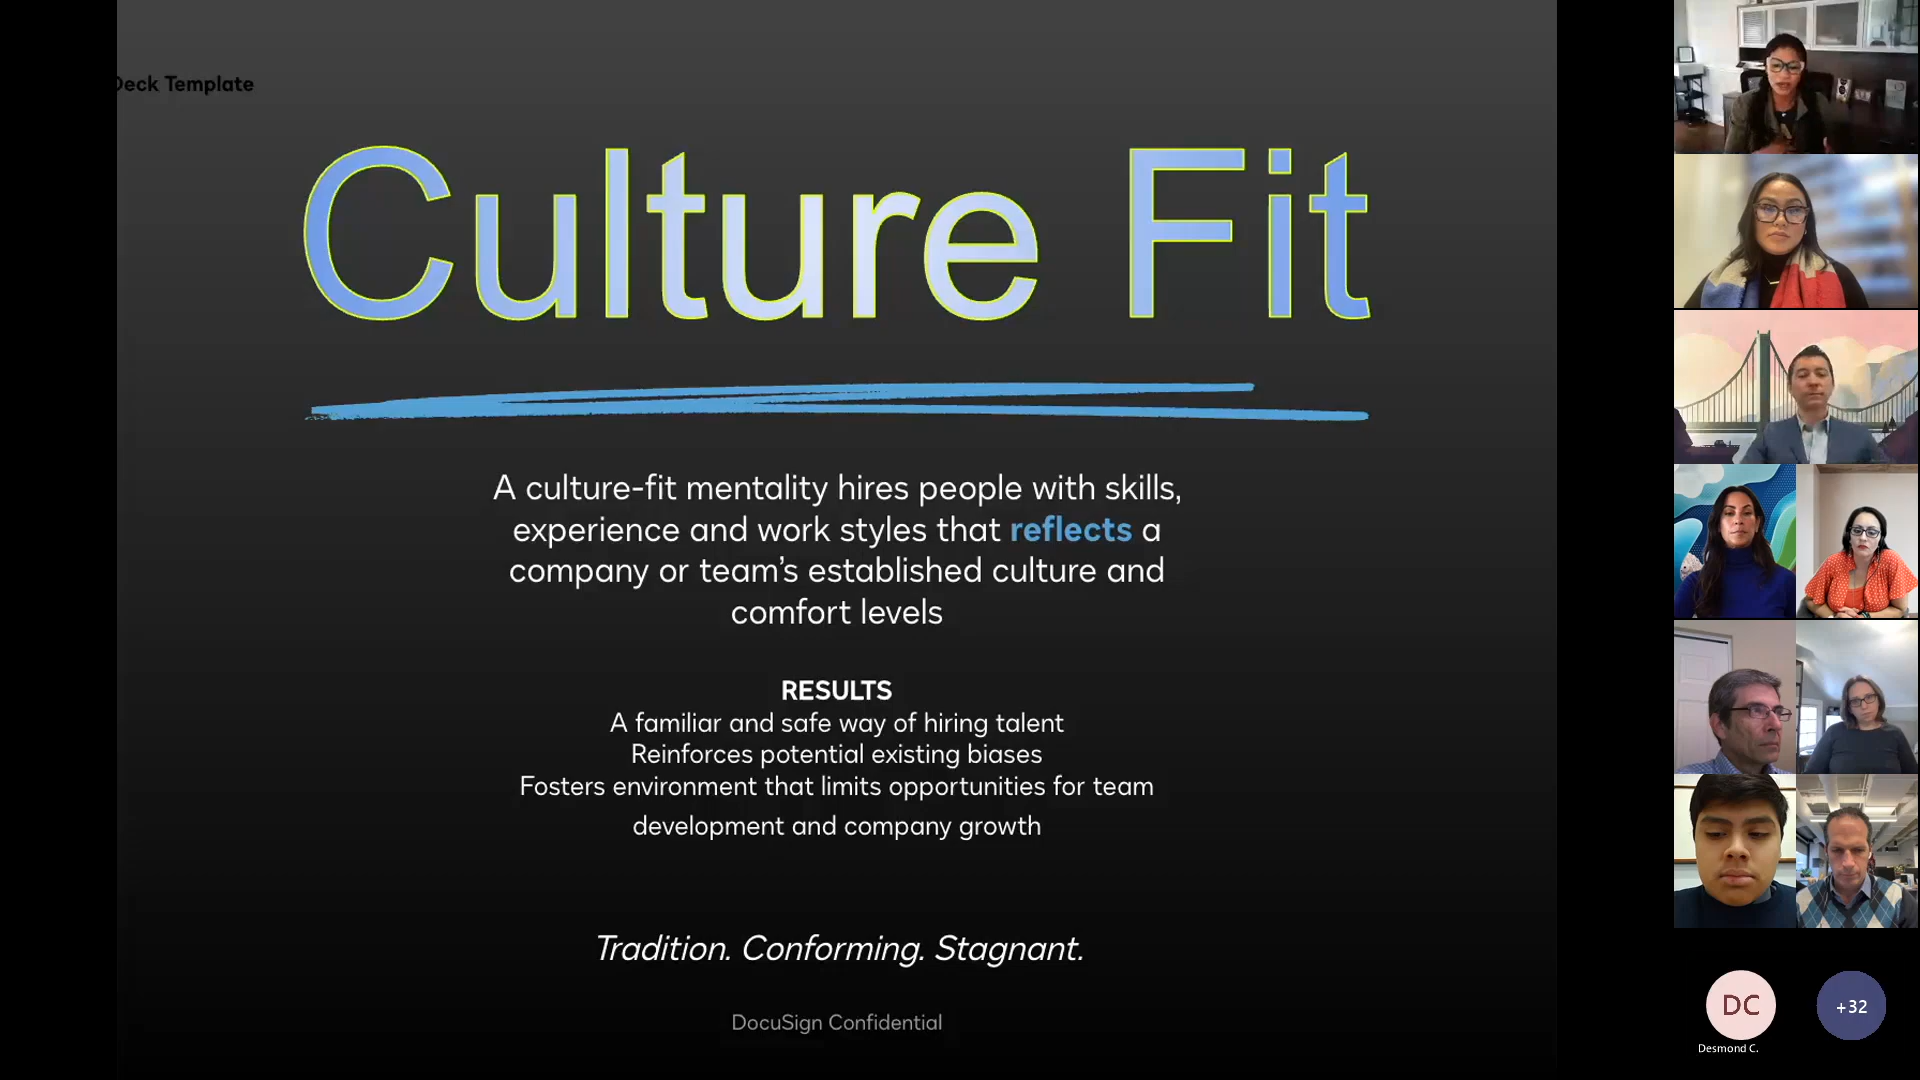 Deck Template
Culture Fit
A culture-fit mentality hires people with skills,
experience and work styles that reflects a
company or team’s established culture and
comfort levels
RESULTS
A familiar and safe way of hiring talent
Reinforces potential existing biases
Fosters environment that limits opportunities for team
development and company growth
Tradition. Conforming. Stagnant.
DocuSign Confidential
DC
+32
Desmond C.